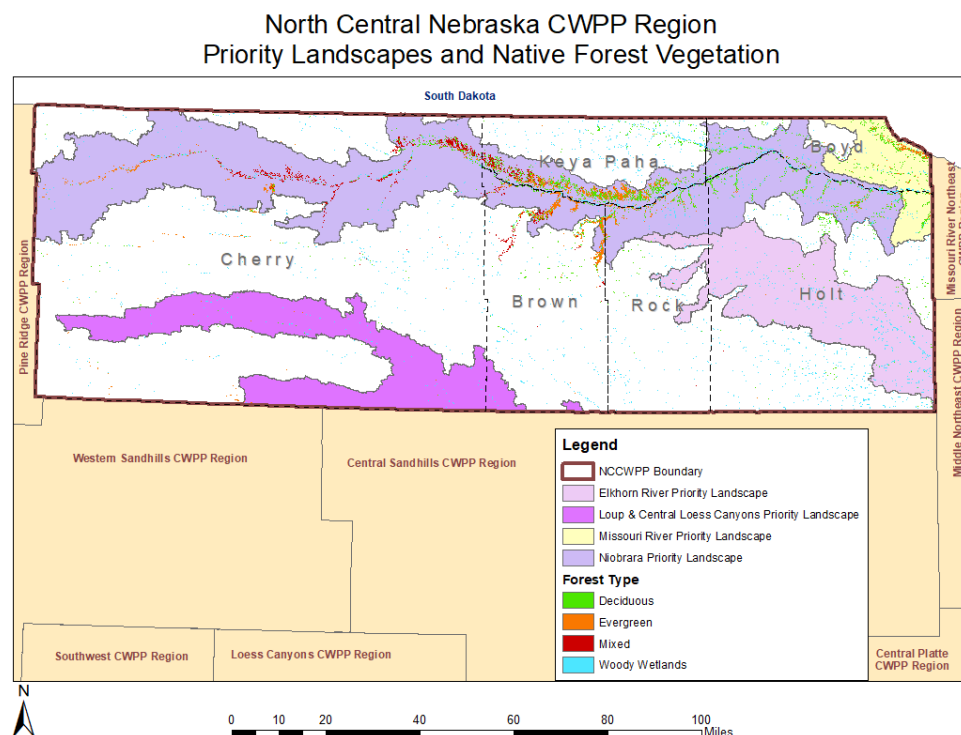 North Central Nebraska CWPP Region
Priority Landscapes and Native Forest Vegetation
South Dakota
Keya Paha
Boyd
Cherry
Brown
Rock
Holt
Pine Ridge CWPP Region
Missouri River Northeast
CWPP Region
Middle Northeast CWPP Region
Western Sandhills CWPP Region
Central Sandhills CWPP Region
Southwest CWPP Region
Loess Canyons CWPP Region
Central Platte
CWPP Region
Legend
NCCWPP Boundary
Elkhorn River Priority Landscape
Loup & Central Loess Canyons Priority Landscape
Missouri River Priority Landscape
Niobrara Priority Landscape
Forest Type
Deciduous
Evergreen
Mixed
Woody Wetlands
N
0 10 20 40 60 80 100
Miles